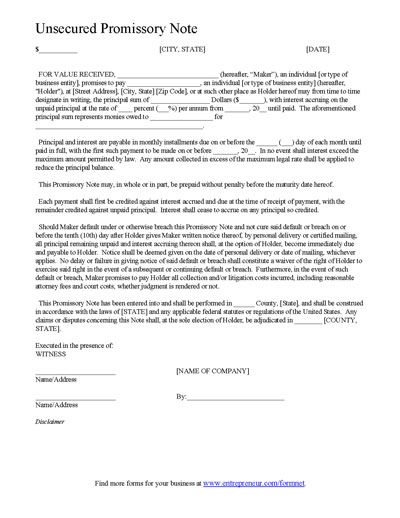 Unsecured Promissory Note
$___________ [CITY, STATE] [DATE]
FOR VALUE RECEIVED, ______________________________ (hereafter, "Maker"), an individual [or type of
business entity], promises to pay ______________________, an individual [or type of business entity] (hereafter,
"Holder"), at [Street Address], [City, State] [Zip Code], or at such other place as Holder hereof may from time to time
designate in writing, the principal sum of __________________ Dollars ($________), with interest accruing on the
unpaid principal at the rate of ____ percent (___%) per annum from _______, 20__ until paid. The aforementioned
principal sum represents monies owed to ___________________ for
__________________________________________________.
Principal and interest are payable in monthly installments due on or before the ______ (___) day of each month until
paid in full, with the first such payment to be made on or before _______, 20__. In no event shall interest exceed the
maximum amount permitted by law. Any amount collected in excess of the maximum legal rate shall be applied to
reduce the principal balance.
This Promissory Note may, in whole or in part, be prepaid without penalty before the maturity date hereof.
Each payment shall first be credited against interest accrued and due at the time of receipt of payment, with the
remainder credited against unpaid principal. Interest shall cease to accrue on any principal so credited.
Should Maker default under or otherwise breach this Promissory Note and not cure said default or breach on or
before the tenth (10th) day after Holder gives Maker written notice thereof, by personal delivery or certified mailing,
all principal remaining unpaid and interest accruing thereon shall, at the option of Holder, become immediately due
and payable to Holder. Notice shall be deemed given on the date of personal delivery or date of mailing, whichever
applies. No delay or failure in giving notice of said default or breach shall constitute a waiver of the right of Holder to
exercise said right in the event of a subsequent or continuing default or breach. Furthermore, in the event of such
default or breach, Maker promises to reimburse Holder for any and all collection and/or litigation costs incurred, including reasonable
attorney fees and court costs, whether judgment is rendered or not.
This Promissory Note has been entered into and shall be performed in ______ County, [State], and shall be construed
in accordance with the laws of [STATE] and any applicable federal statutes or regulations of the United States. Any
claims or disputes concerning this Note shall, at the sole election of Holder, be adjudicated in ________ [COUNTY,
STATE].
Executed in the presence of:
WITNESS
________________________ [NAME OF COMPANY]
Name/Address
________________________ By:________________________
Name/Address
Disclaimer
Find more forms for your business at www.entrepreneur.com/formnet.